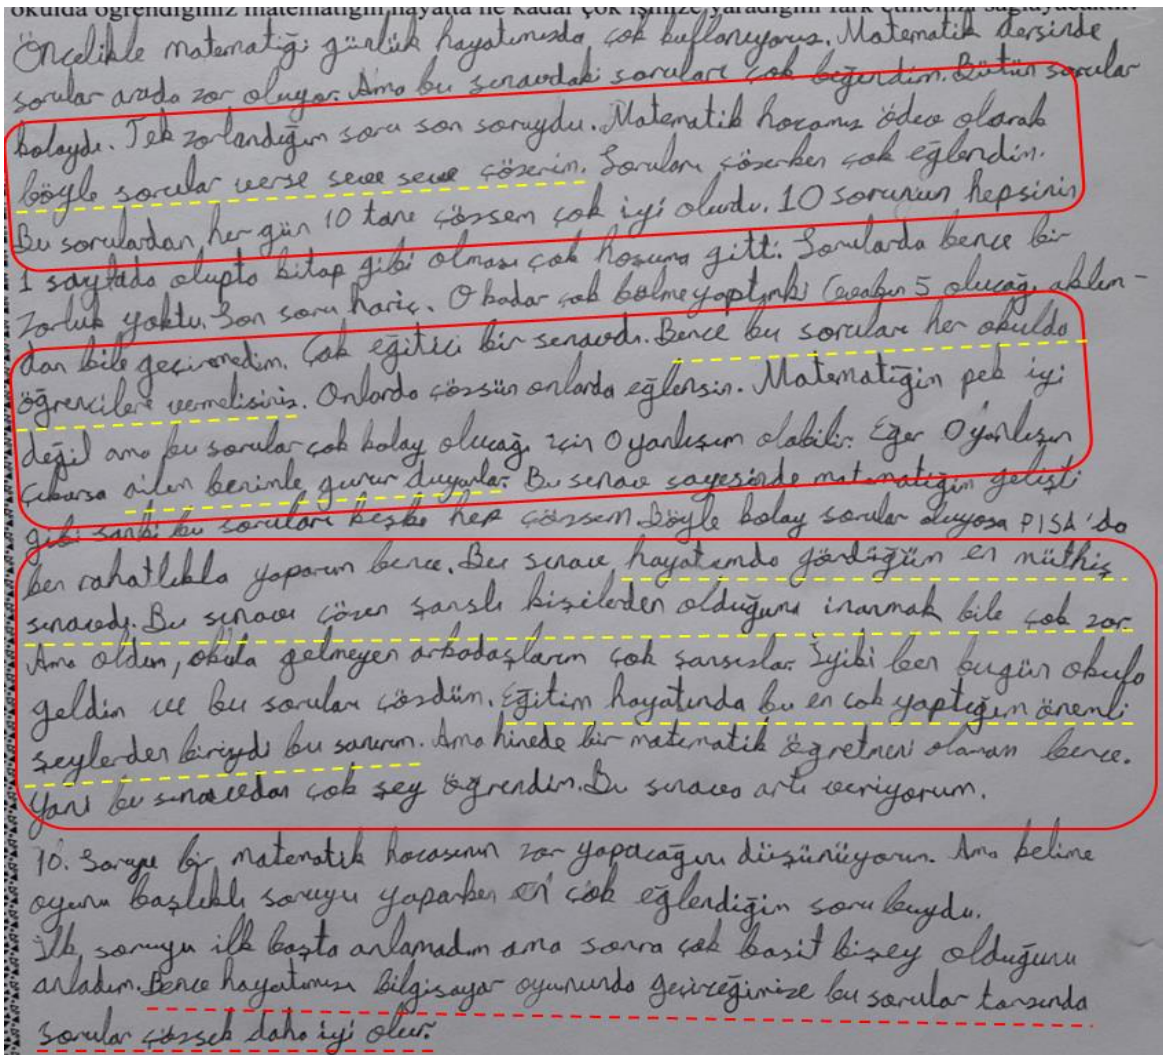 okulda öğrendiğimiz matematiğin hayatta ne kadar çok işimize yaradığını fark etmenizi sağlayacaktır.
Öncelikle matematiği günlük hayatımızda çok kullanıyoruz. Matematik dersinde
sorular arada zor oluyor. Ama bu sınavdaki soruları çok beğendim. Bütün sorular
kolaydı. Tek zorlandığım soru son soruydu. Matematik hocamız ödev olarak
böyle sorular verse seve seve çözerim. Soruları çözerken çok eğlendim.
Bu sorulardan, her gün 10 tane çözsem çok iyi olurdu. 10 sorunun hepsinin
1 sayfada olupta kitap gibi olması çok hoşuma gitti. Sorularda bence bir
zorluk yoktu. Son soru hariç. O kadar çok bölme yaptımki Cevabın 5 olucağı aklım-
dan bile geçirmedim. Çok eğitici bir sınavdı. Bence bu soruları her okulda
öğrencilere vermelisiniz. Onlarda çözsün onlarda eğlensin. Matematiğim pek iyi
değil ama bu sorular çok kolay olucağı için 0 yanlışım olabilir. Eğer 0 yanlışım
çıkarsa ailem benimle gurur duyarlar. Bu sınav sayesinde matematiğim gelişti
gibi sanki bu soruları keşke hep çözsem. Böyle kolay sorular oluyosa PISA'da
ben rahatlıkla yaparım bence. Bu sınav hayatımda gördüğüm en müthiş
sınavdı. Bu sınavı çözen şanslı kişilerden olduğuma inanmak bile çok zor
Ama oldum, okula gelmeyen arkadaşlarım çok şansızlar. İyiki ben bugün okula
geldim ve bu soruları çözdüm. Eğitim hayatımda bu en çok yaptığım önemli
şeylerden biriydi bu sanırım. Ama hinede bir matematik öğretmeni olamam bence.
Yani bu sınavdan çok şey öğrendim. Bu sınava artı veriyorum.
10. Soruyu bir matematik hocasının zor yapacağını düşünüyorum. Ama kelime
oyunu başlıklı soruyu yaparken en çok eğlendiğim soru buydu.
İlk soruyu ilk başta anlamadım ama sonra çok basit bişey olduğunu
anladım. Bence hayatımızı bilgisayar oyununda geçireceğimize bu sorular tarzında
sorular çözsek daha iyi olur.